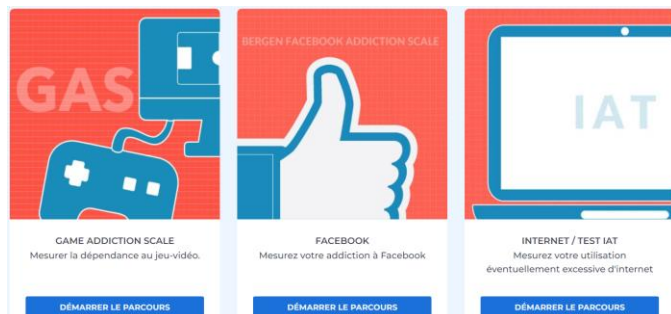 GAS
GAME ADDICTION SCALE
Mesurer la dépendance au jeu-vidéo.
DÉMARRER LE PARCOURS
BERGEN FACEBOOK ADDICTION SCALE
FACEBOOK
Mesurez votre addiction à Facebook
DÉMARRER LE PARCOURS
IAT
INTERNET / TEST IAT
Mesurez votre utilisation
éventuellement excessive d'internet
DÉMARRER LE PARCOURS